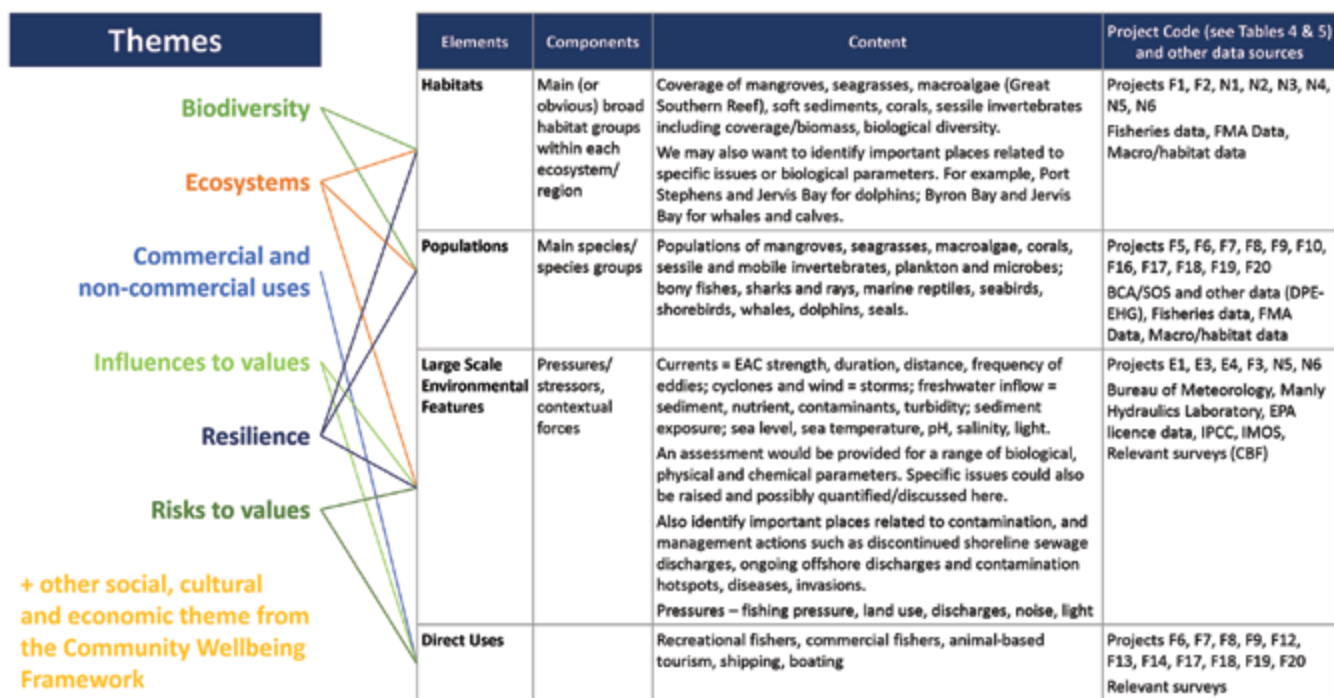 Themes
Biodiversity
Ecosystems
Commercial and
non-commercial uses
Influences to values
Resilience
Risks to values
+ other social, cultural
and economic theme from
the Community Wellbeing
Framework
Elements
Components
Content
Project Code (see Tables 4 & 5)
and other data sources
Habitats
Main (or
obvious) broad
habitat groups
within each
ecosystem/
region
Coverage of mangroves, seagrasses, macroalgae (Great
Southern Reef), soft sediments, corals, sessile invertebrates
including coverage/biomass, biological diversity.
We may also want to identify important places related to
specific issues or biological parameters. For example, Port
Stephens and Jervis Bay for dolphins; Byron Bay and Jervis
Bay for whales and calves.
Projects F1, F2, N1, N2, N3, N4,
N5, N6
Fisheries data, FMA Data,
Macro/habitat data
Populations
Main species/
species groups
Populations of mangroves, seagrasses, macroalgae, corals,
sessile and mobile invertebrates, plankton and microbes;
bony fishes, sharks and rays, marine reptiles, seabirds,
shorebirds, whales, dolphins, seals.
Projects F5, F6, F7, F8, F9, F10,
F16, F17, F18, F19, F20
BCA/SOS and other data (DPE-
EHG), Fisheries data, FMA
Data, Macro/habitat data
Large Scale
Environmental
Features
Pressures/
stressors,
contextual
forces
Currents = EAC strength, duration, distance, frequency of
eddies; cyclones and wind = storms; freshwater inflow =
sediment, nutrient, contaminants, turbidity; sediment
exposure; sea level, sea temperature, pH, salinity, light.
An assessment would be provided for a range of biological,
physical and chemical parameters. Specific issues could also
be raised and possibly quantified/discussed here.
Also identify important places related to contamination, and
management actions such as discontinued shoreline sewage
discharges, ongoing offshore discharges and contamination
hotspots, diseases, invasions.
Pressures – fishing pressure, land use, discharges, noise, light
Projects E1, E3, E4, F3, N5, N6
Bureau of Meteorology, Manly
Hydraulics Laboratory, EPA
licence data, IPCC, IMOS,
Relevant surveys (CBF)
Direct Uses
Recreational fishers, commercial fishers, animal-based
tourism, shipping, boating
Projects F6, F7, F8, F9, F12,
F13, F14, F17, F18, F19, F20
Relevant surveys